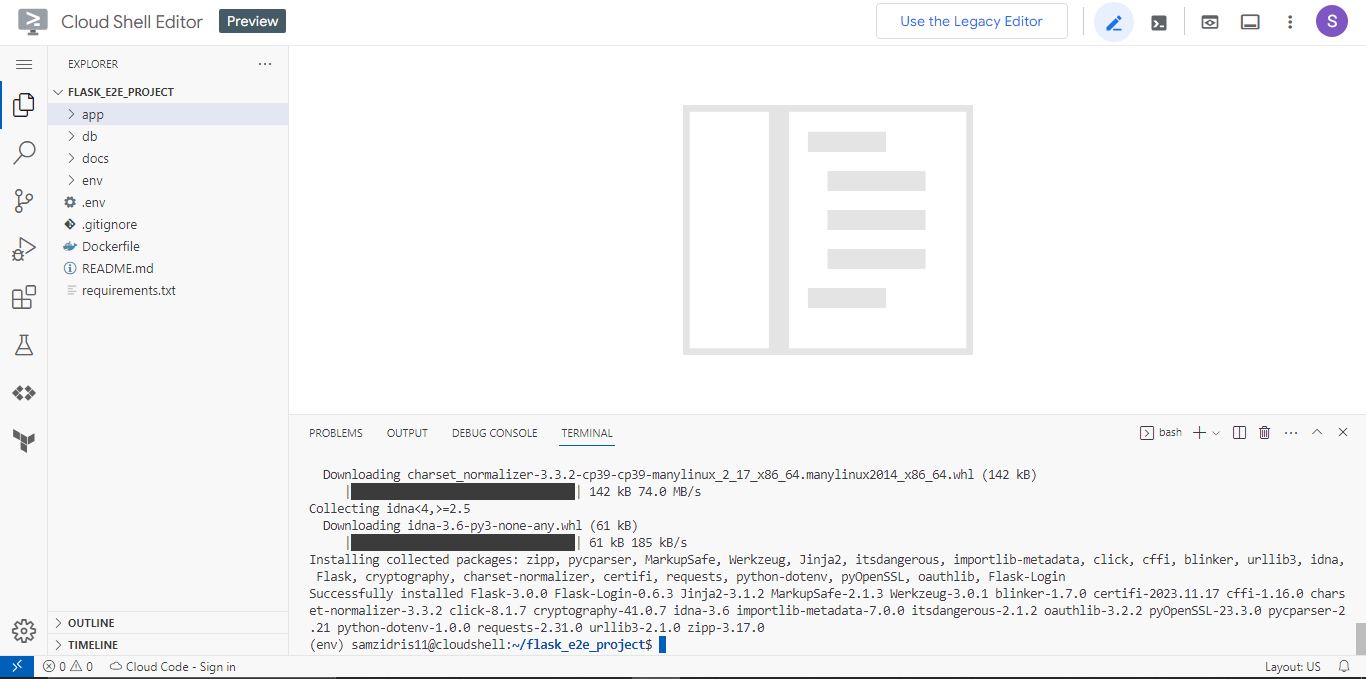 Cloud Shell Editor Preview
Use the Legacy Editor
S
EXPLORER
FLASK_E2E_PROJECT
app
db
docs
env
.env
.gitignore
Dockerfile
README.md
requirements.txt
OUTLINE
TIMELINE
PROBLEMS OUTPUT DEBUG CONSOLE TERMINAL
bash
Downloading charset_normalizer-3.3.2-cp39-cp39-manylinux_2_17_x86_64.manylinux2014_x86_64.whl (142 kB)
| | 142 kB 74.0 MB/s
Collecting idna<4,>=2.5
Downloading idna-3.6-py3-none-any.whl (61 kB)
| | 61 kB 185 kB/s
Installing collected packages: zipp, pycparser, MarkupSafe, Werkzeug, Jinja2, itsdangerous, importlib-metadata, click, cffi, blinker, urllib3, idna,
Flask, cryptography, charset-normalizer, certifi, requests, python-dotenv, pyOpenSSL, oauthlib, Flask-Login
Successfully installed Flask-3.0.0 Flask-Login-0.6.3 Jinja2-3.1.2 MarkupSafe-2.1.3 Werkzeug-3.0.1 blinker-1.7.0 certifi-2023.11.17 cffi-1.16.0 chars
et-normalizer-3.3.2 click-8.1.7 cryptography-41.0.7 idna-3.6 importlib-metadata-7.0.0 itsdangerous-2.1.2 oauthlib-3.2.2 pyOpenSSL-23.3.0 pycparser-2
.21 python-dotenv-1.0.0 requests-2.31.0 urllib3-2.1.0 zipp-3.17.0
(env) samzidris11@cloudshell:~/flask_e2e_project$
0 0 Cloud Code - Sign in
Layout: US